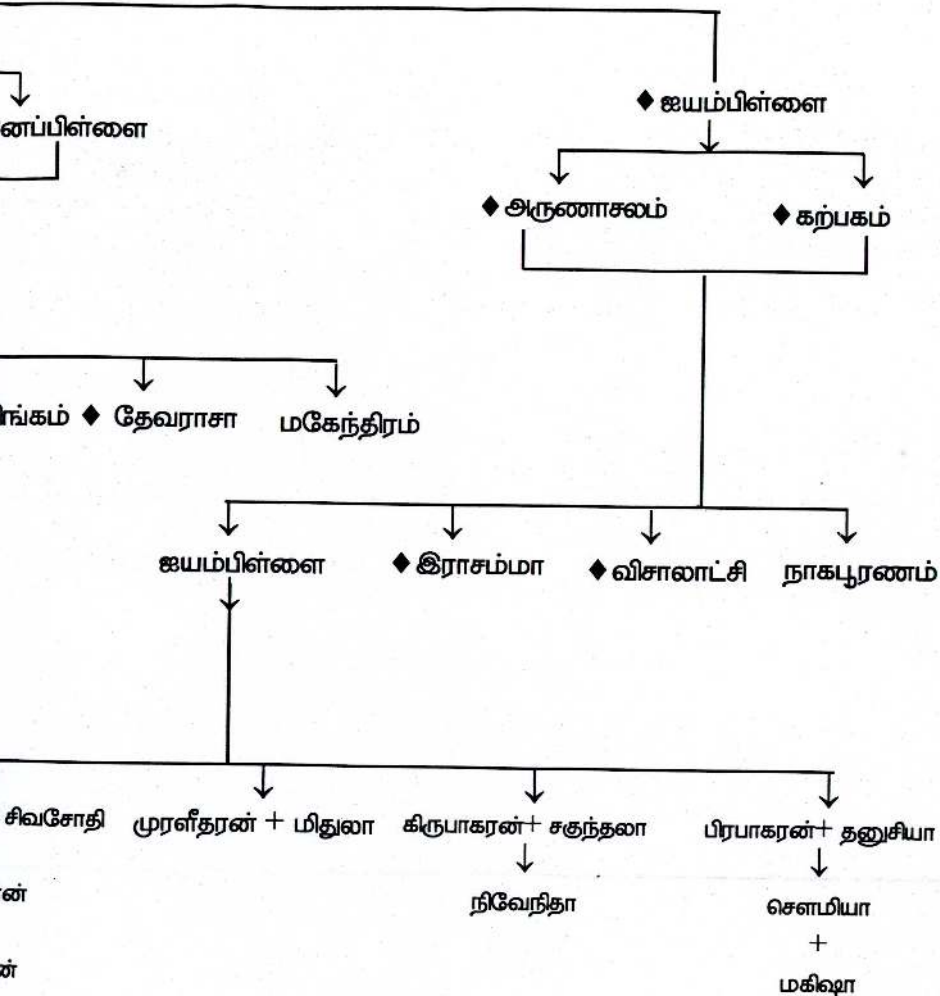 ♦ ஐயம்பிள்ளை
னப்பிள்ளை
♦ அருணாசலம் ♦ கற்பகம்
ங்கம் ♦ தேவராசா மகேந்திரம்
ஐயம்பிள்ளை ♦ இராசம்மா ♦ விசாலாட்சி நாகபூரணம்
சிவசோதி முரளீதரன் + மிதுலா கிருபாகரன் + சகுந்தலா பிரபாகரன் + தனுசியா
ன் நிவேநிதா சௌமியா
+
ன் மகிஷா